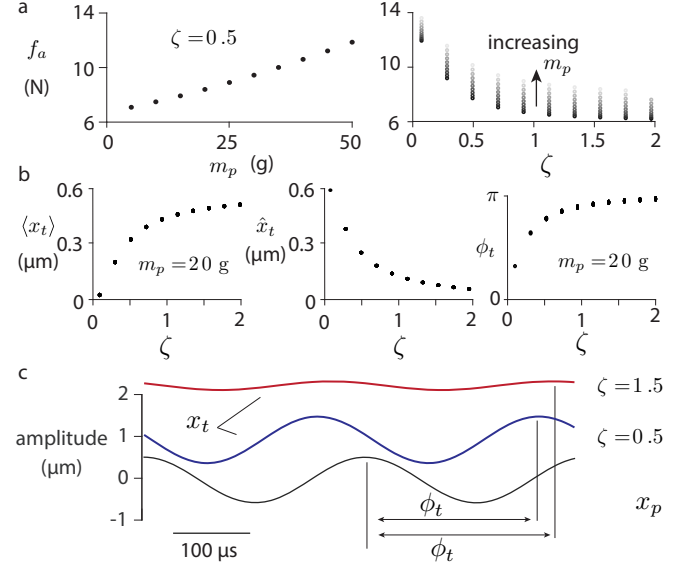 a
14
10
6
f_a
(N)
ζ = 0.5
25
50
m_p (g)
14
10
6
increasing
m_p
0
0.5
1
1.5
2
ζ
b
0.6
0.3
0
⟨x_t⟩
(μm)
m_p = 20 g
0
1
2
ζ
0.6
0.3
0
x̂_t
(μm)
0
1
2
ζ
π
ϕ_t
0
m_p = 20 g
0
1
2
ζ
c
2
1
0
-1
amplitude
(μm)
x_t
ζ = 1.5
ζ = 0.5
x_p
ϕ_t
ϕ_t
100 μs